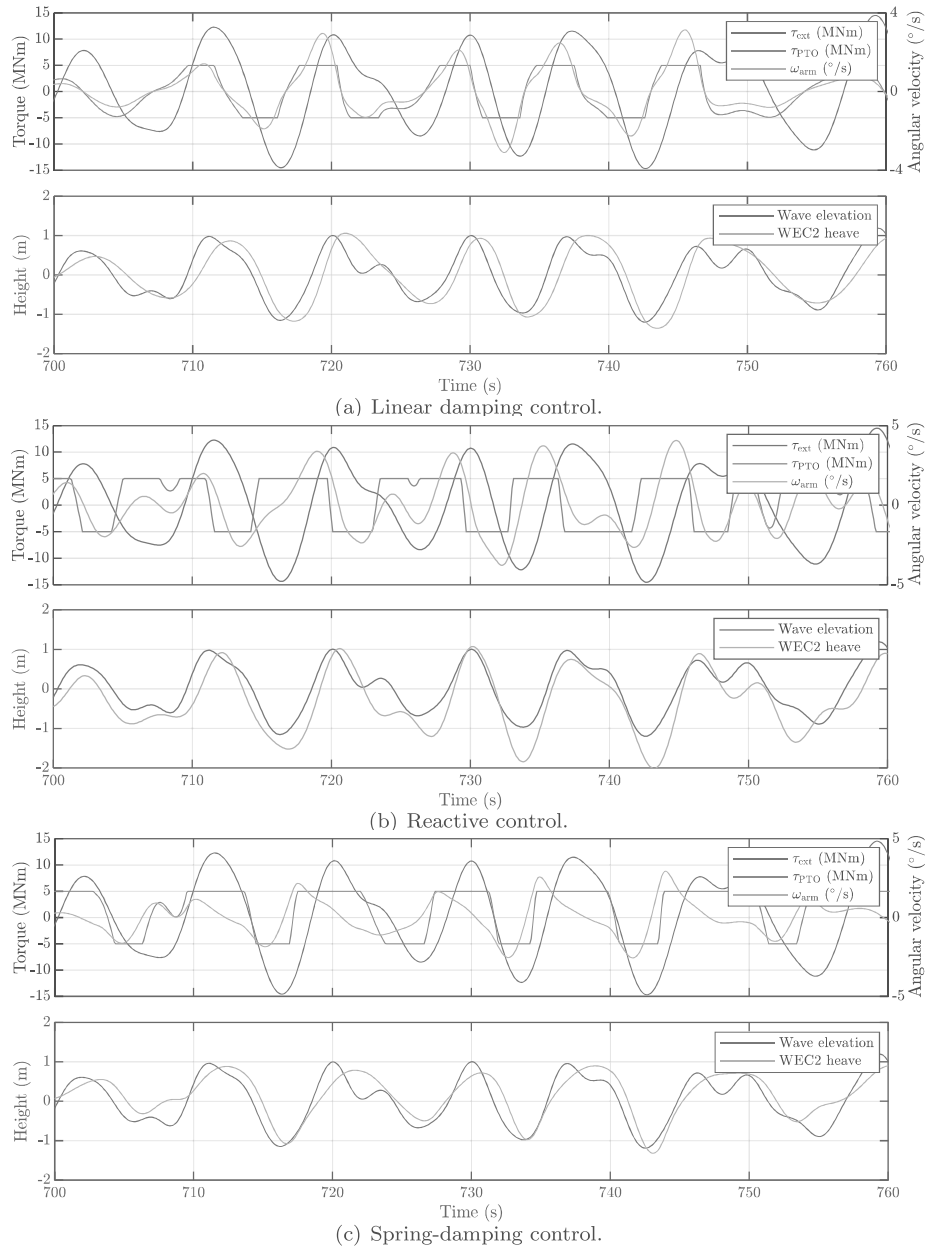 15
10
5
0
-5
-10
-15
Torque (MNm)
4
0
-4
Angular velocity (°/s)
τext (MNm)
τPTO (MNm)
ωarm (°/s)
2
1
0
-1
-2
Height (m)
Wave elevation
WEC2 heave
700 710 720 730 740 750 760
Time (s)
(a) Linear damping control.
15
10
5
0
-5
-10
-15
Torque (MNm)
5
0
-5
Angular velocity (°/s)
τext (MNm)
τPTO (MNm)
ωarm (°/s)
2
1
0
-1
-2
Height (m)
Wave elevation
WEC2 heave
700 710 720 730 740 750 760
Time (s)
(b) Reactive control.
15
10
5
0
-5
-10
-15
Torque (MNm)
5
0
-5
Angular velocity (°/s)
τext (MNm)
τPTO (MNm)
ωarm (°/s)
2
1
0
-1
-2
Height (m)
Wave elevation
WEC2 heave
700 710 720 730 740 750 760
Time (s)
(c) Spring-damping control.